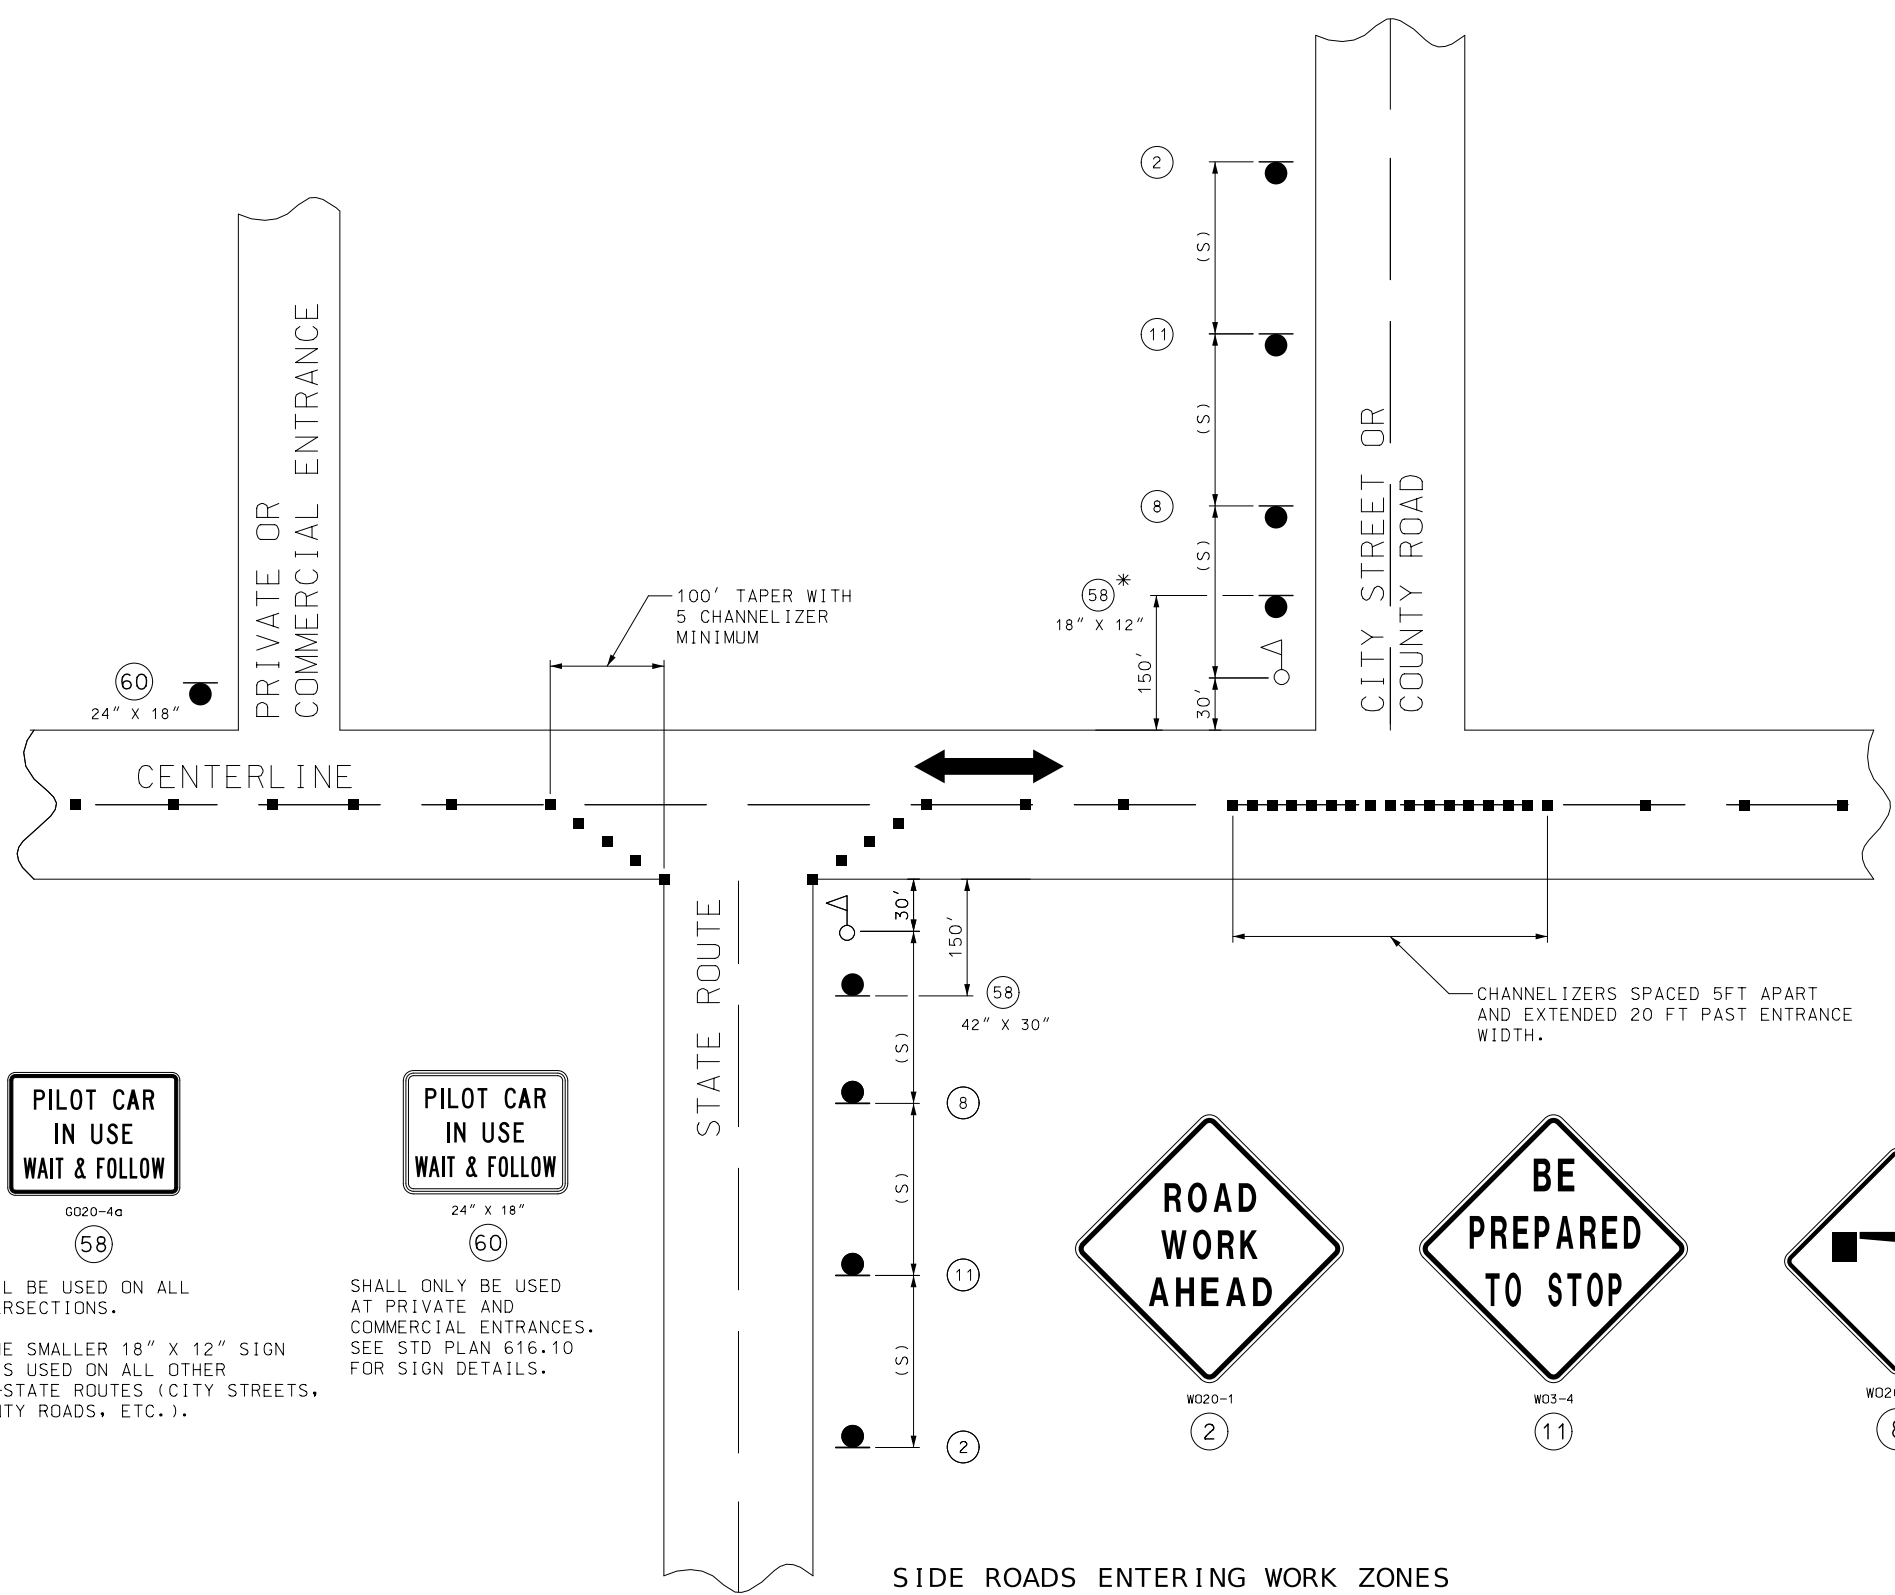 2
(S)
11
(S)
8
(S)
58*
18" X 12"
150'
30'
CITY STREET OR
COUNTY ROAD
PRIVATE OR
COMMERCIAL ENTRANCE
60
24" X 18"
100' TAPER WITH
5 CHANNELIZER
MINIMUM
CENTERLINE
STATE ROUTE
30'
150'
58
42" X 30"
(S)
8
(S)
11
(S)
2
CHANNELIZERS SPACED 5FT APART
AND EXTENDED 20 FT PAST ENTRANCE
WIDTH.
PILOT CAR
IN USE
WAIT & FOLLOW
GO20-4a
58
BE USED ON ALL
SMALLER 18" X 12" SIGN
USED ON ALL OTHER
-STATE ROUTES (CITY STREETS,
ROADS, ETC.).
PILOT CAR
IN USE
WAIT & FOLLOW
24" X 18"
60
SHALL ONLY BE USED
AT PRIVATE AND
COMMERCIAL ENTRANCES.
SEE STD PLAN 616.10
FOR SIGN DETAILS.
ROAD
WORK
AHEAD
WO20-1
2
BE
PREPARED
TO STOP
WO3-4
11
SIDE ROADS ENTERING WORK ZONES